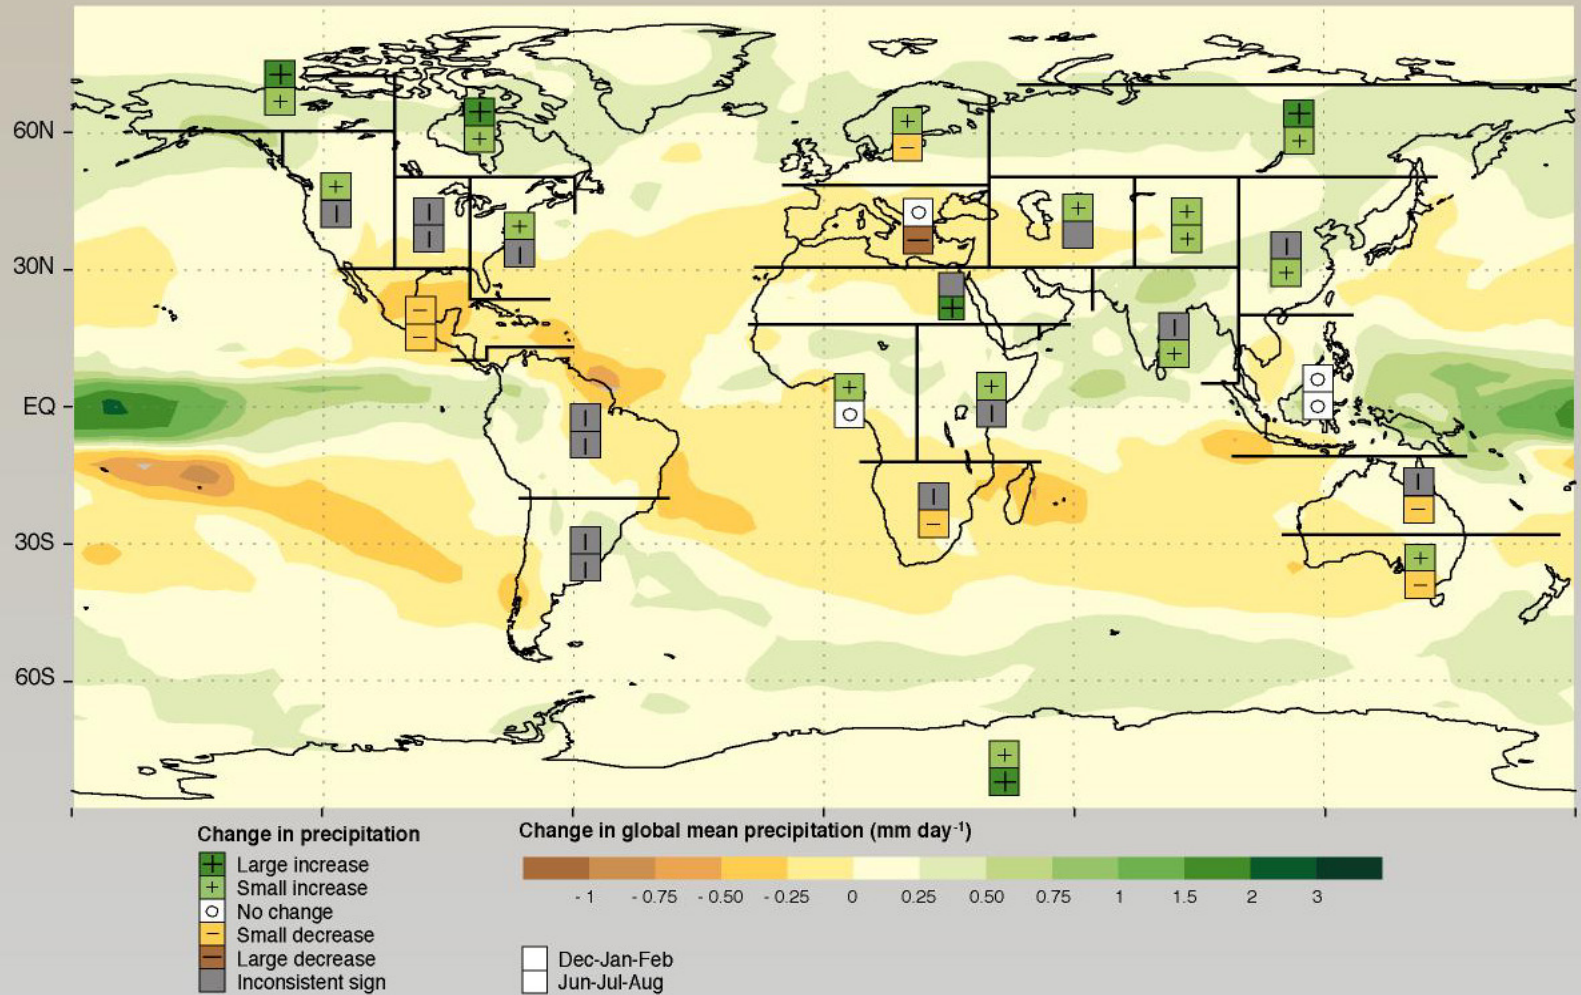 60N
30N
EQ
30S
60S
Change in precipitation
Large increase
Small increase
No change
Small decrease
Large decrease
Inconsistent sign
Change in global mean precipitation (mm day-1)
- 1 - 0.75 - 0.50 - 0.25 0 0.25 0.50 0.75 1 1.5 2 3
Dec-Jan-Feb
Jun-Jul-Aug